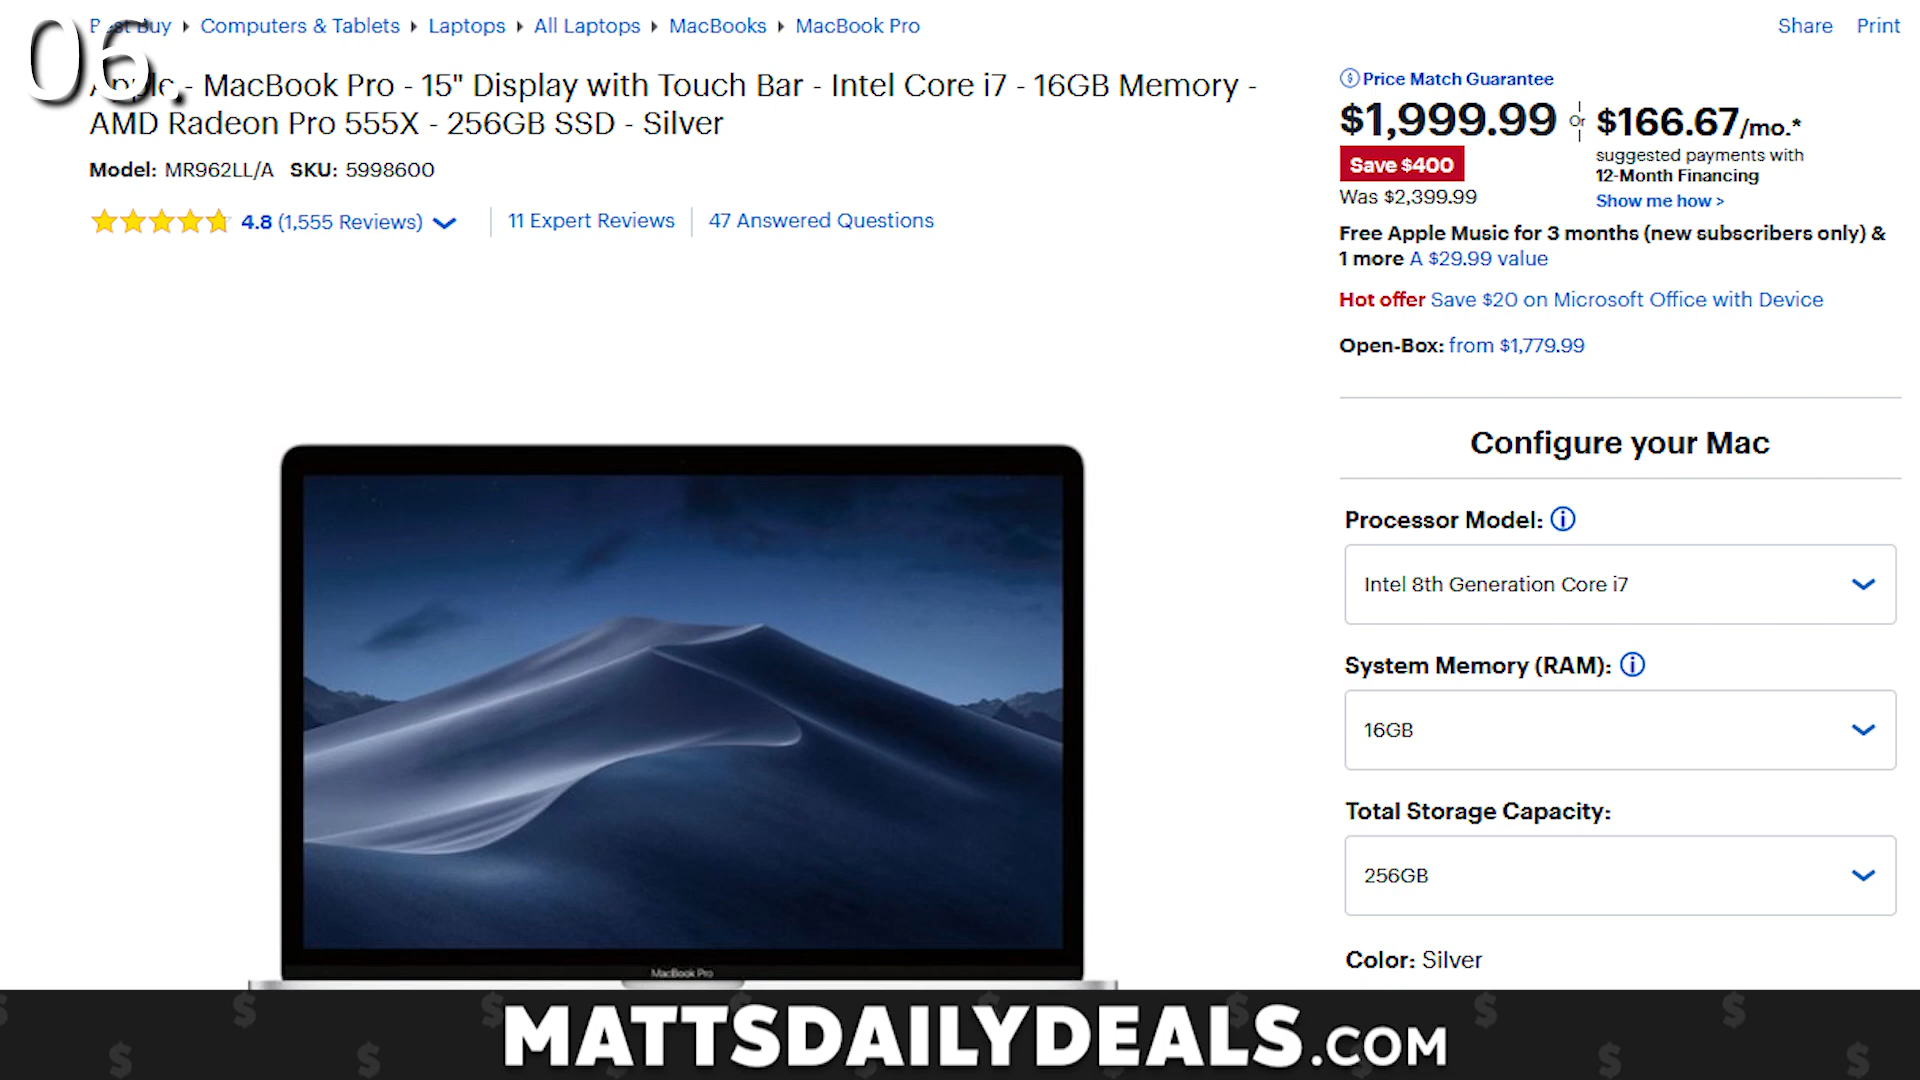 06.
Best Buy Computers & Tablets Laptops All Laptops MacBooks MacBook Pro
Share Print
Apple - MacBook Pro - 15" Display with Touch Bar - Intel Core i7 - 16GB Memory -
AMD Radeon Pro 555X - 256GB SSD - Silver
Model: MR962LL/A SKU: 5998600
4.8 (1,555 Reviews)
11 Expert Reviews
47 Answered Questions
Price Match Guarantee
$1,999.99 Or $166.67/mo.*
suggested payments with
12-Month Financing
Show me how >
Save $400
Was $2,399.99
Free Apple Music for 3 months (new subscribers only) &
1 more A $29.99 value
Hot offer Save $20 on Microsoft Office with Device
Open-Box: from $1,779.99
Configure your Mac
Processor Model:
Intel 8th Generation Core i7
System Memory (RAM):
16GB
Total Storage Capacity:
256GB
Color: Silver
MacBook Pro
MATTSDAILYDEALS.COM